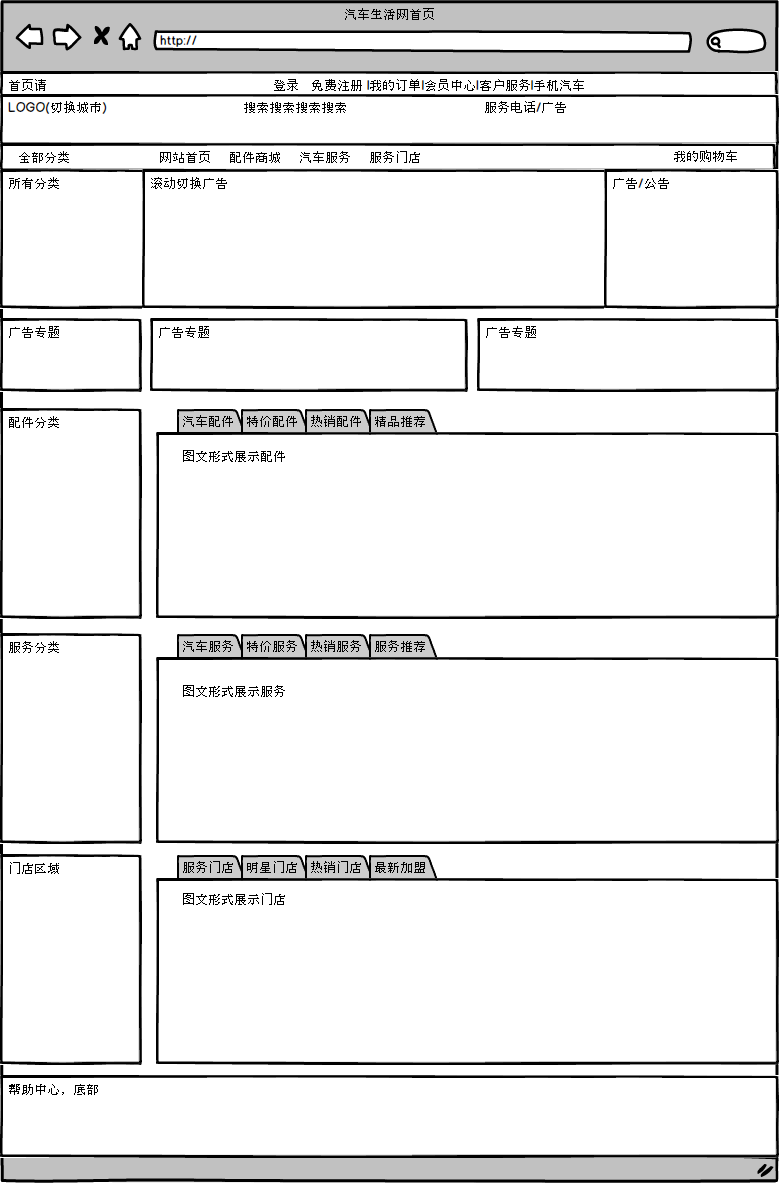 汽车生活网首页
http://
首页请 登录 免费注册 |我的订单|会员中心|客户服务|手机汽车
LOGO(切换城市) 搜索搜索搜索搜索 服务电话/广告
全部分类 网站首页 配件商城 汽车服务 服务门店 我的购物车
所有分类 滚动切换广告 广告/公告
广告专题 广告专题 广告专题
配件分类 汽车配件 特价配件 热销配件 精品推荐
图文形式展示配件
服务分类 汽车服务 特价服务 热销服务 服务推荐
图文形式展示服务
门店区域 服务门店 明星门店 热销门店 最新加盟
图文形式展示门店
帮助中心，底部